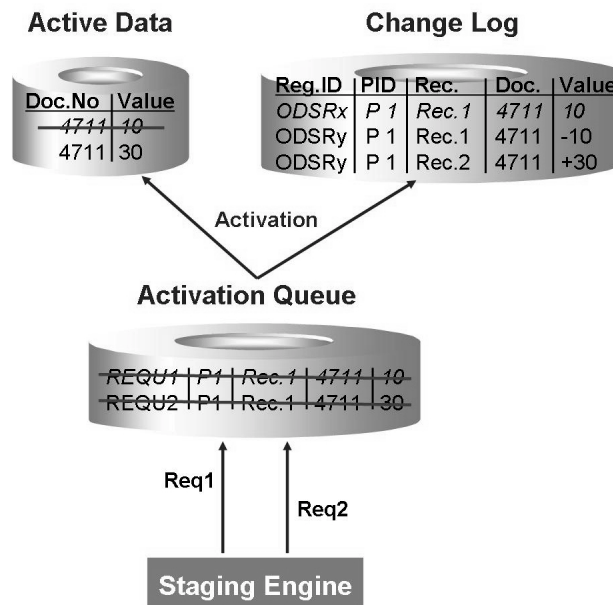 Active Data
Change Log
Doc.No Value
4711 10
4711 30
Reg.ID PID Rec. Doc. Value
ODSRx P 1 Rec.1 4711 10
ODSRy P 1 Rec.1 4711 -10
ODSRy P 1 Rec.2 4711 +30
Activation
Activation Queue
REQU1 P1 Rec.1 4711 10
REQU2 P1 Rec.1 4711 30
Req1
Req2
Staging Engine